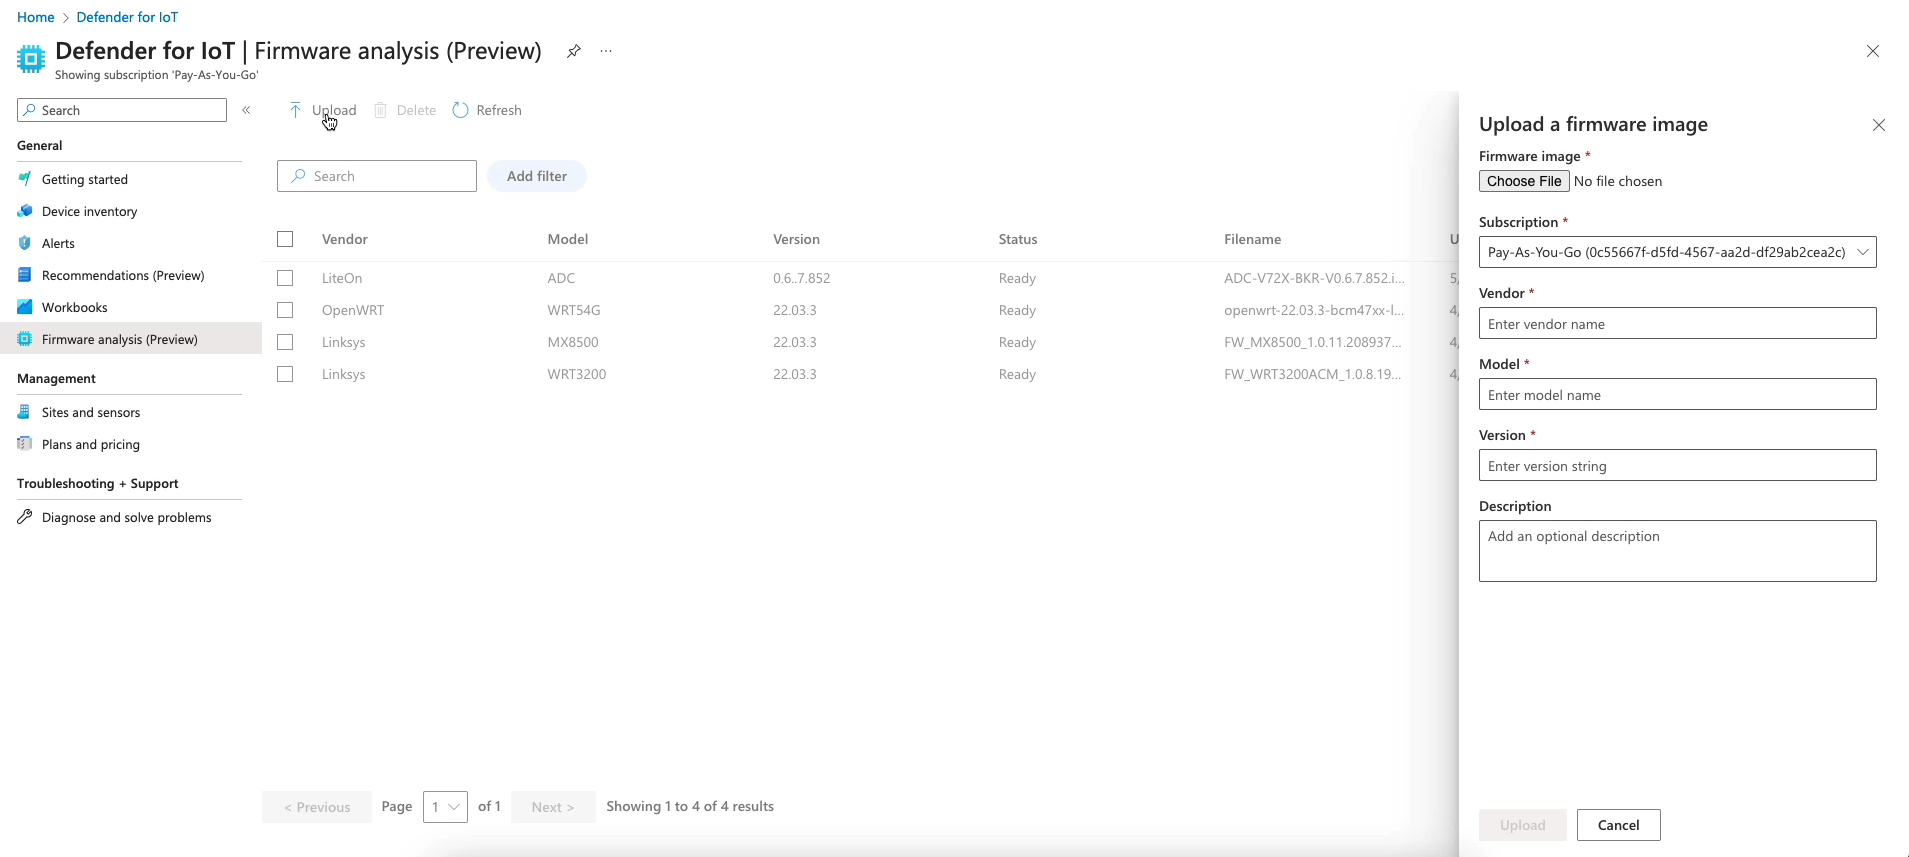 Home > Defender for IoT
Defender for IoT | Firmware analysis (Preview) ···
Showing subscription 'Pay-As-You-Go'
Search «
General
Getting started
Device inventory
Alerts
Recommendations (Preview)
Workbooks
Firmware analysis (Preview)
Management
Sites and sensors
Plans and pricing
Troubleshooting + Support
Diagnose and solve problems
Upload Delete Refresh
Search Add filter
Vendor Model Version Status Filename U
LiteOn ADC 0.6..7.852 Ready ADC-V72X-BKR-V0.6.7.852.i... 5/
OpenWRT WRT54G 22.03.3 Ready openwrt-22.03.3-bcm47xx-l... 4/
Linksys MX8500 22.03.3 Ready FW_MX8500_1.0.11.208937... 4/
Linksys WRT3200 22.03.3 Ready FW_WRT3200ACM_1.0.8.19... 4/
< Previous Page 1 of 1 Next > Showing 1 to 4 of 4 results
Upload a firmware image
Firmware image *
Choose File No file chosen
Subscription *
Pay-As-You-Go (0c55667f-d5fd-4567-aa2d-df29ab2cea2c)
Vendor *
Enter vendor name
Model *
Enter model name
Version *
Enter version string
Description
Add an optional description
Upload Cancel